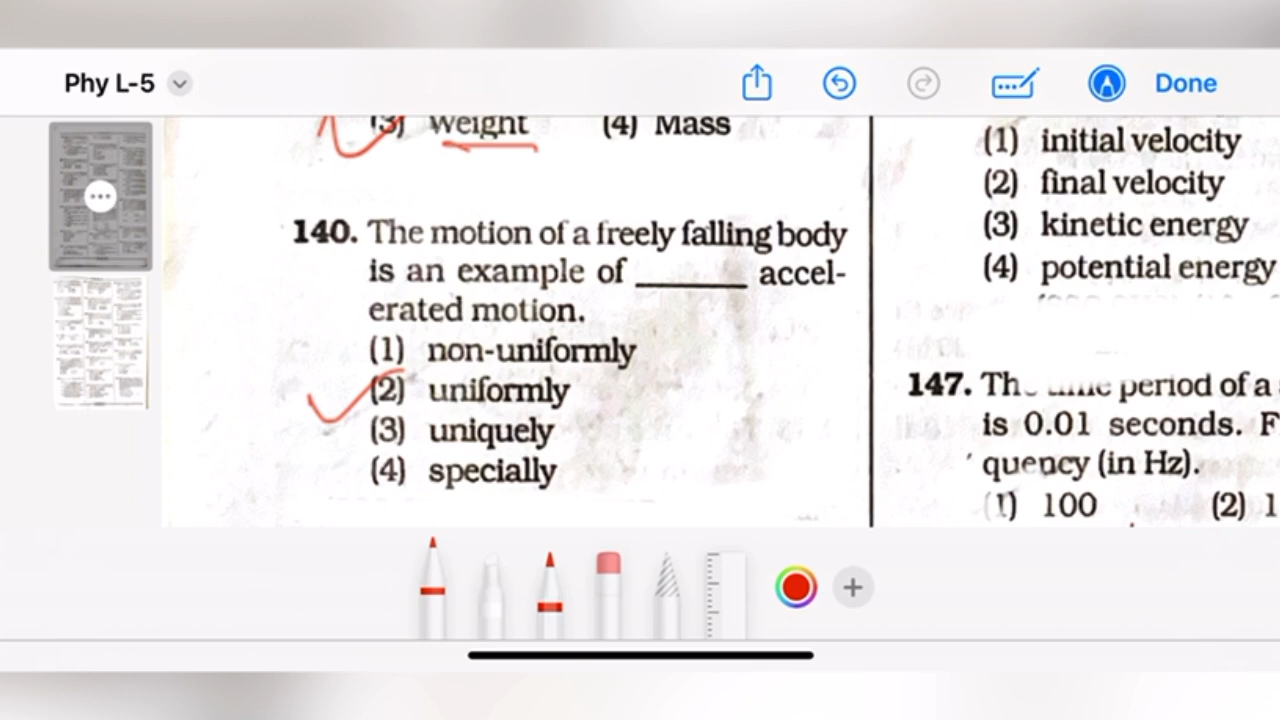 Phy L-5
Done
(3) Weight (4) Mass
140. The motion of a freely falling body
is an example of ______ accel-
erated motion.
(1) non-uniformly
(2) uniformly
(3) uniquely
(4) specially
(1) initial velocity
(2) final velocity
(3) kinetic energy
(4) potential energy
147. The time period of a
is 0.01 seconds. F
quency (in Hz).
(1) 100 (2) 1